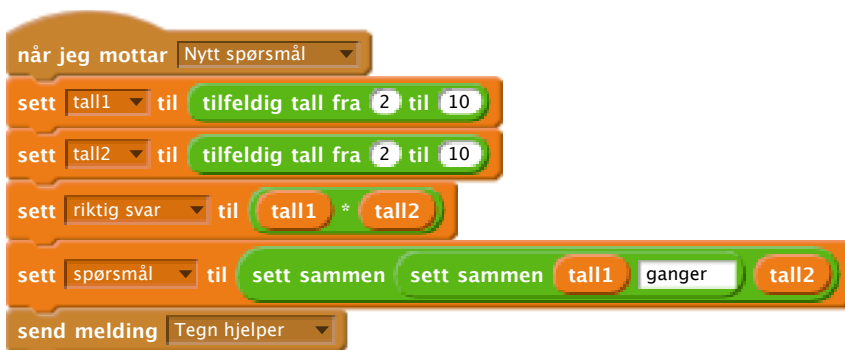 når jeg mottar Nytt spørsmål
sett tall1 til tilfeldig tall fra 2 til 10
sett tall2 til tilfeldig tall fra 2 til 10
sett riktig svar til tall1 * tall2
sett spørsmål til sett sammen sett sammen tall1 ganger tall2
send melding Tegn hjelper